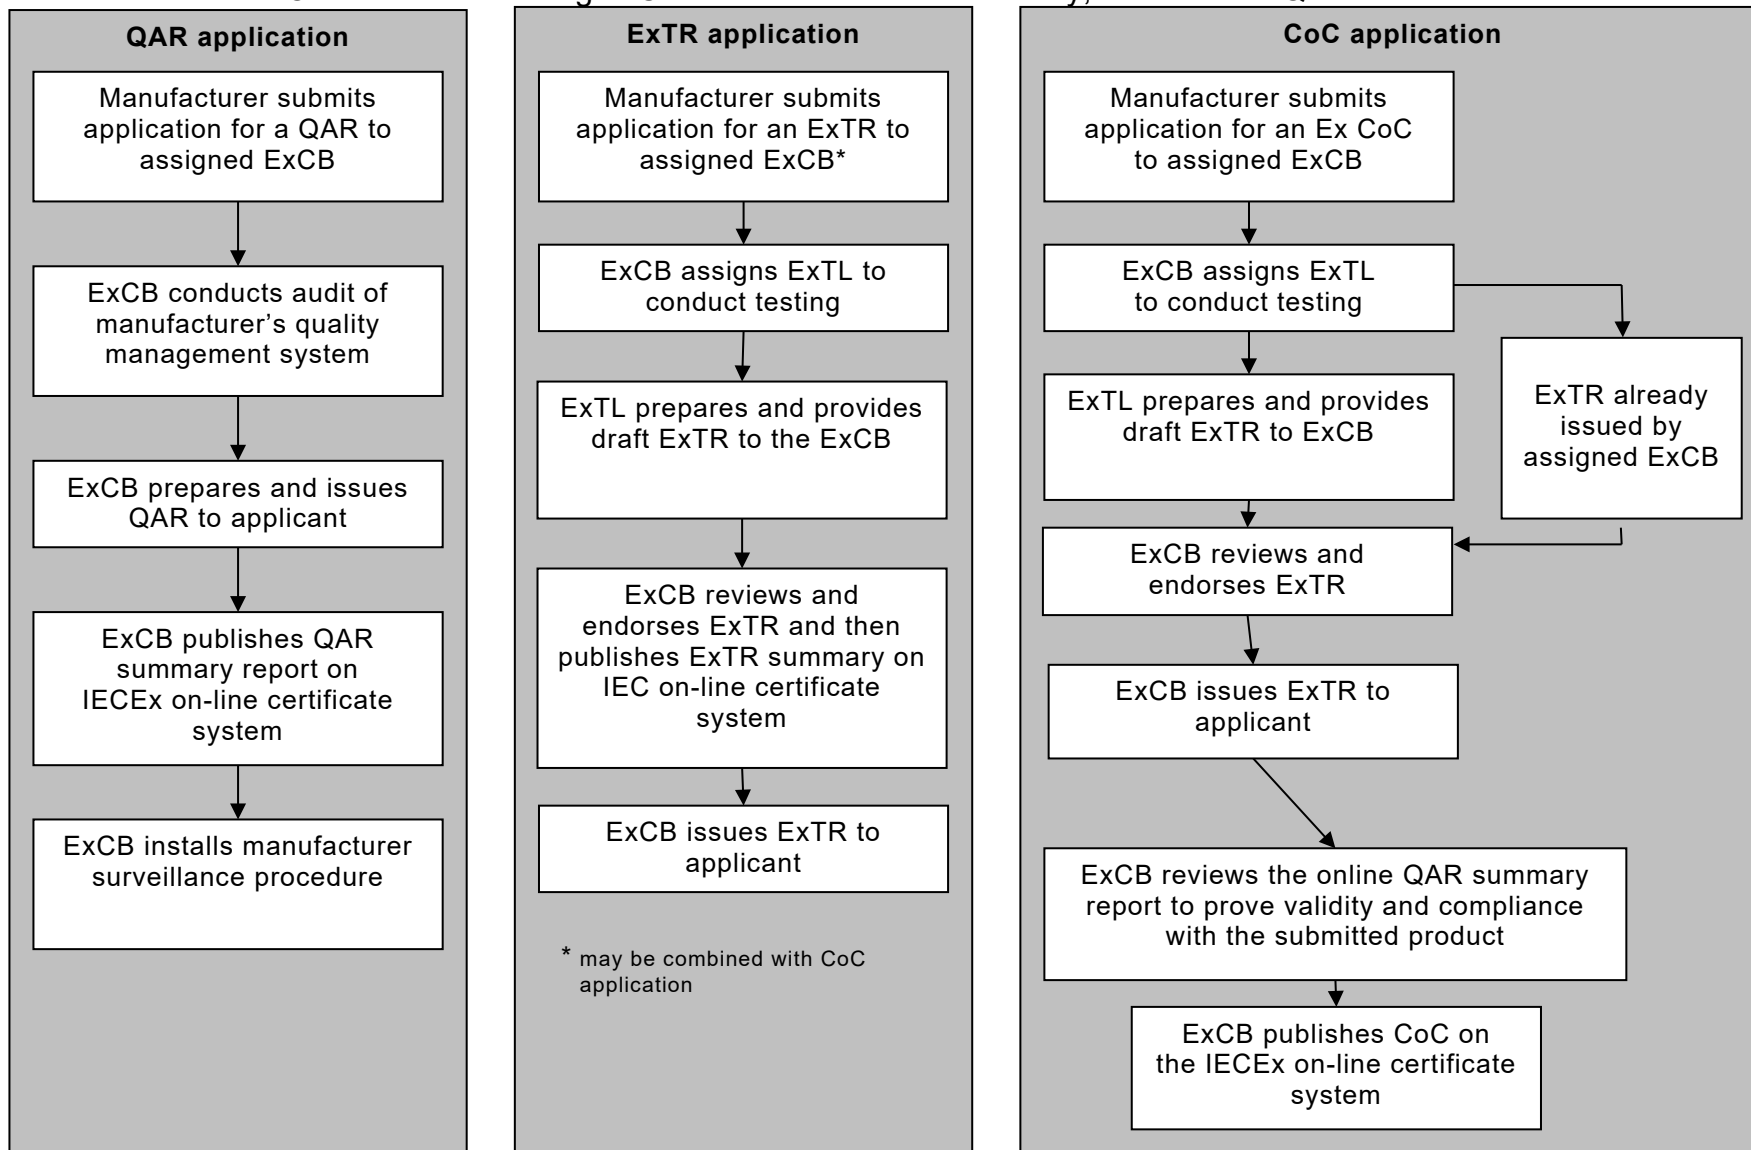 QAR application
Manufacturer submits
application for a QAR to
assigned ExCB
ExCB conducts audit of
manufacturer’s quality
management system
ExCB prepares and issues
QAR to applicant
ExCB publishes QAR
summary report on
IECEx on-line certificate
system
ExCB installs manufacturer
surveillance procedure
ExTR application
Manufacturer submits
application for an ExTR to
assigned ExCB*
ExCB assigns ExTL to
conduct testing
ExTL prepares and provides
draft ExTR to the ExCB
ExCB reviews and
endorses ExTR and then
publishes ExTR summary on
IEC on-line certificate
system
ExCB issues ExTR to
applicant
* may be combined with CoC
application
CoC application
Manufacturer submits
application for an Ex CoC
to assigned ExCB
ExCB assigns ExTL
to conduct testing
ExTL prepares and provides
draft ExTR to ExCB
ExTR already
issued by
assigned ExCB
ExCB reviews and
endorses ExTR
ExCB issues ExTR to
applicant
ExCB reviews the online QAR summary
report to prove validity and compliance
with the submitted product
ExCB publishes CoC on
the IECEx on-line certificate
system